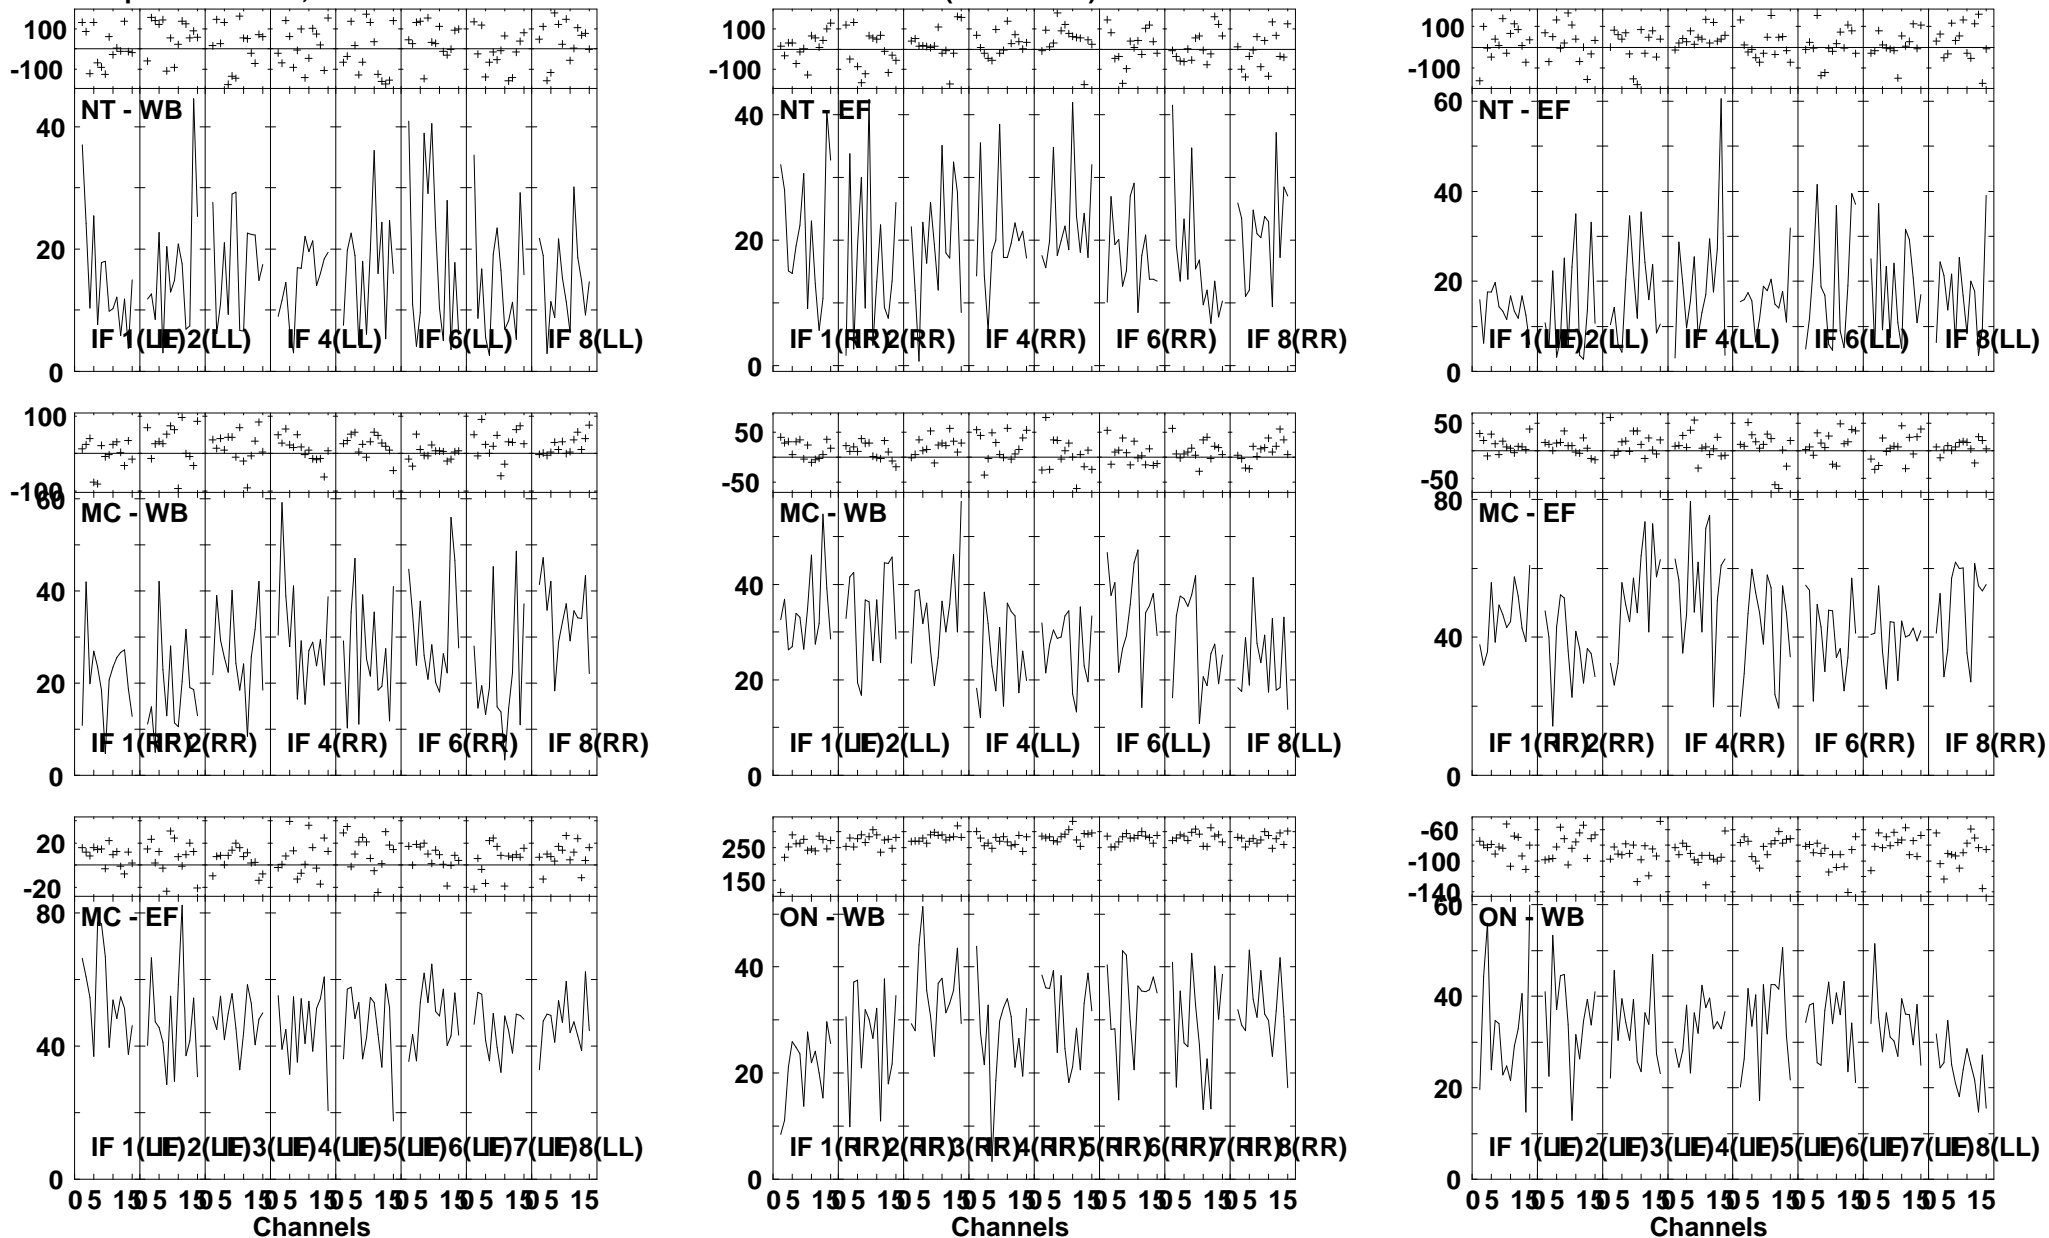 100
-100
NT - WB
40
20
0
IF 1(LL) IF 2(LL) IF 4(LL) IF 6(LL) IF 8(LL)
100
-100
NT - EF
40
20
0
IF 1(RR) IF 2(RR) IF 4(RR) IF 6(RR) IF 8(RR)
100
-100
NT - EF
60
40
20
0
IF 1(LL) IF 2(LL) IF 4(LL) IF 6(LL) IF 8(LL)
100
-100
MC - WB
60
40
20
0
IF 1(RR) IF 2(RR) IF 4(RR) IF 6(RR) IF 8(RR)
50
-50
MC - WB
40
20
0
IF 1(LL) IF 2(LL) IF 4(LL) IF 6(LL) IF 8(LL)
50
-50
MC - EF
80
40
0
IF 1(RR) IF 2(RR) IF 4(RR) IF 6(RR) IF 8(RR)
20
-20
MC - EF
80
40
0
IF 1(LL) IF 2(LL) IF 3(LL) IF 4(LL) IF 5(LL) IF 6(LL) IF 7(LL) IF 8(LL)
0 5 15 0 5 15 0 5 15 0 5 15 0 5 15 0 5 15 0 5 15 0 5 15
Channels
250
150
ON - WB
40
20
0
IF 1(RR) IF 2(RR) IF 3(RR) IF 4(RR) IF 5(RR) IF 6(RR) IF 7(RR) IF 8(RR)
0 5 15 0 5 15 0 5 15 0 5 15 0 5 15 0 5 15 0 5 15 0 5 15
Channels
-60
-100
-140
ON - WB
60
40
20
0
IF 1(LL) IF 2(LL) IF 3(LL) IF 4(LL) IF 5(LL) IF 6(LL) IF 7(LL) IF 8(LL)
0 5 15 0 5 15 0 5 15 0 5 15 0 5 15 0 5 15 0 5 15 0 5 15
Channels